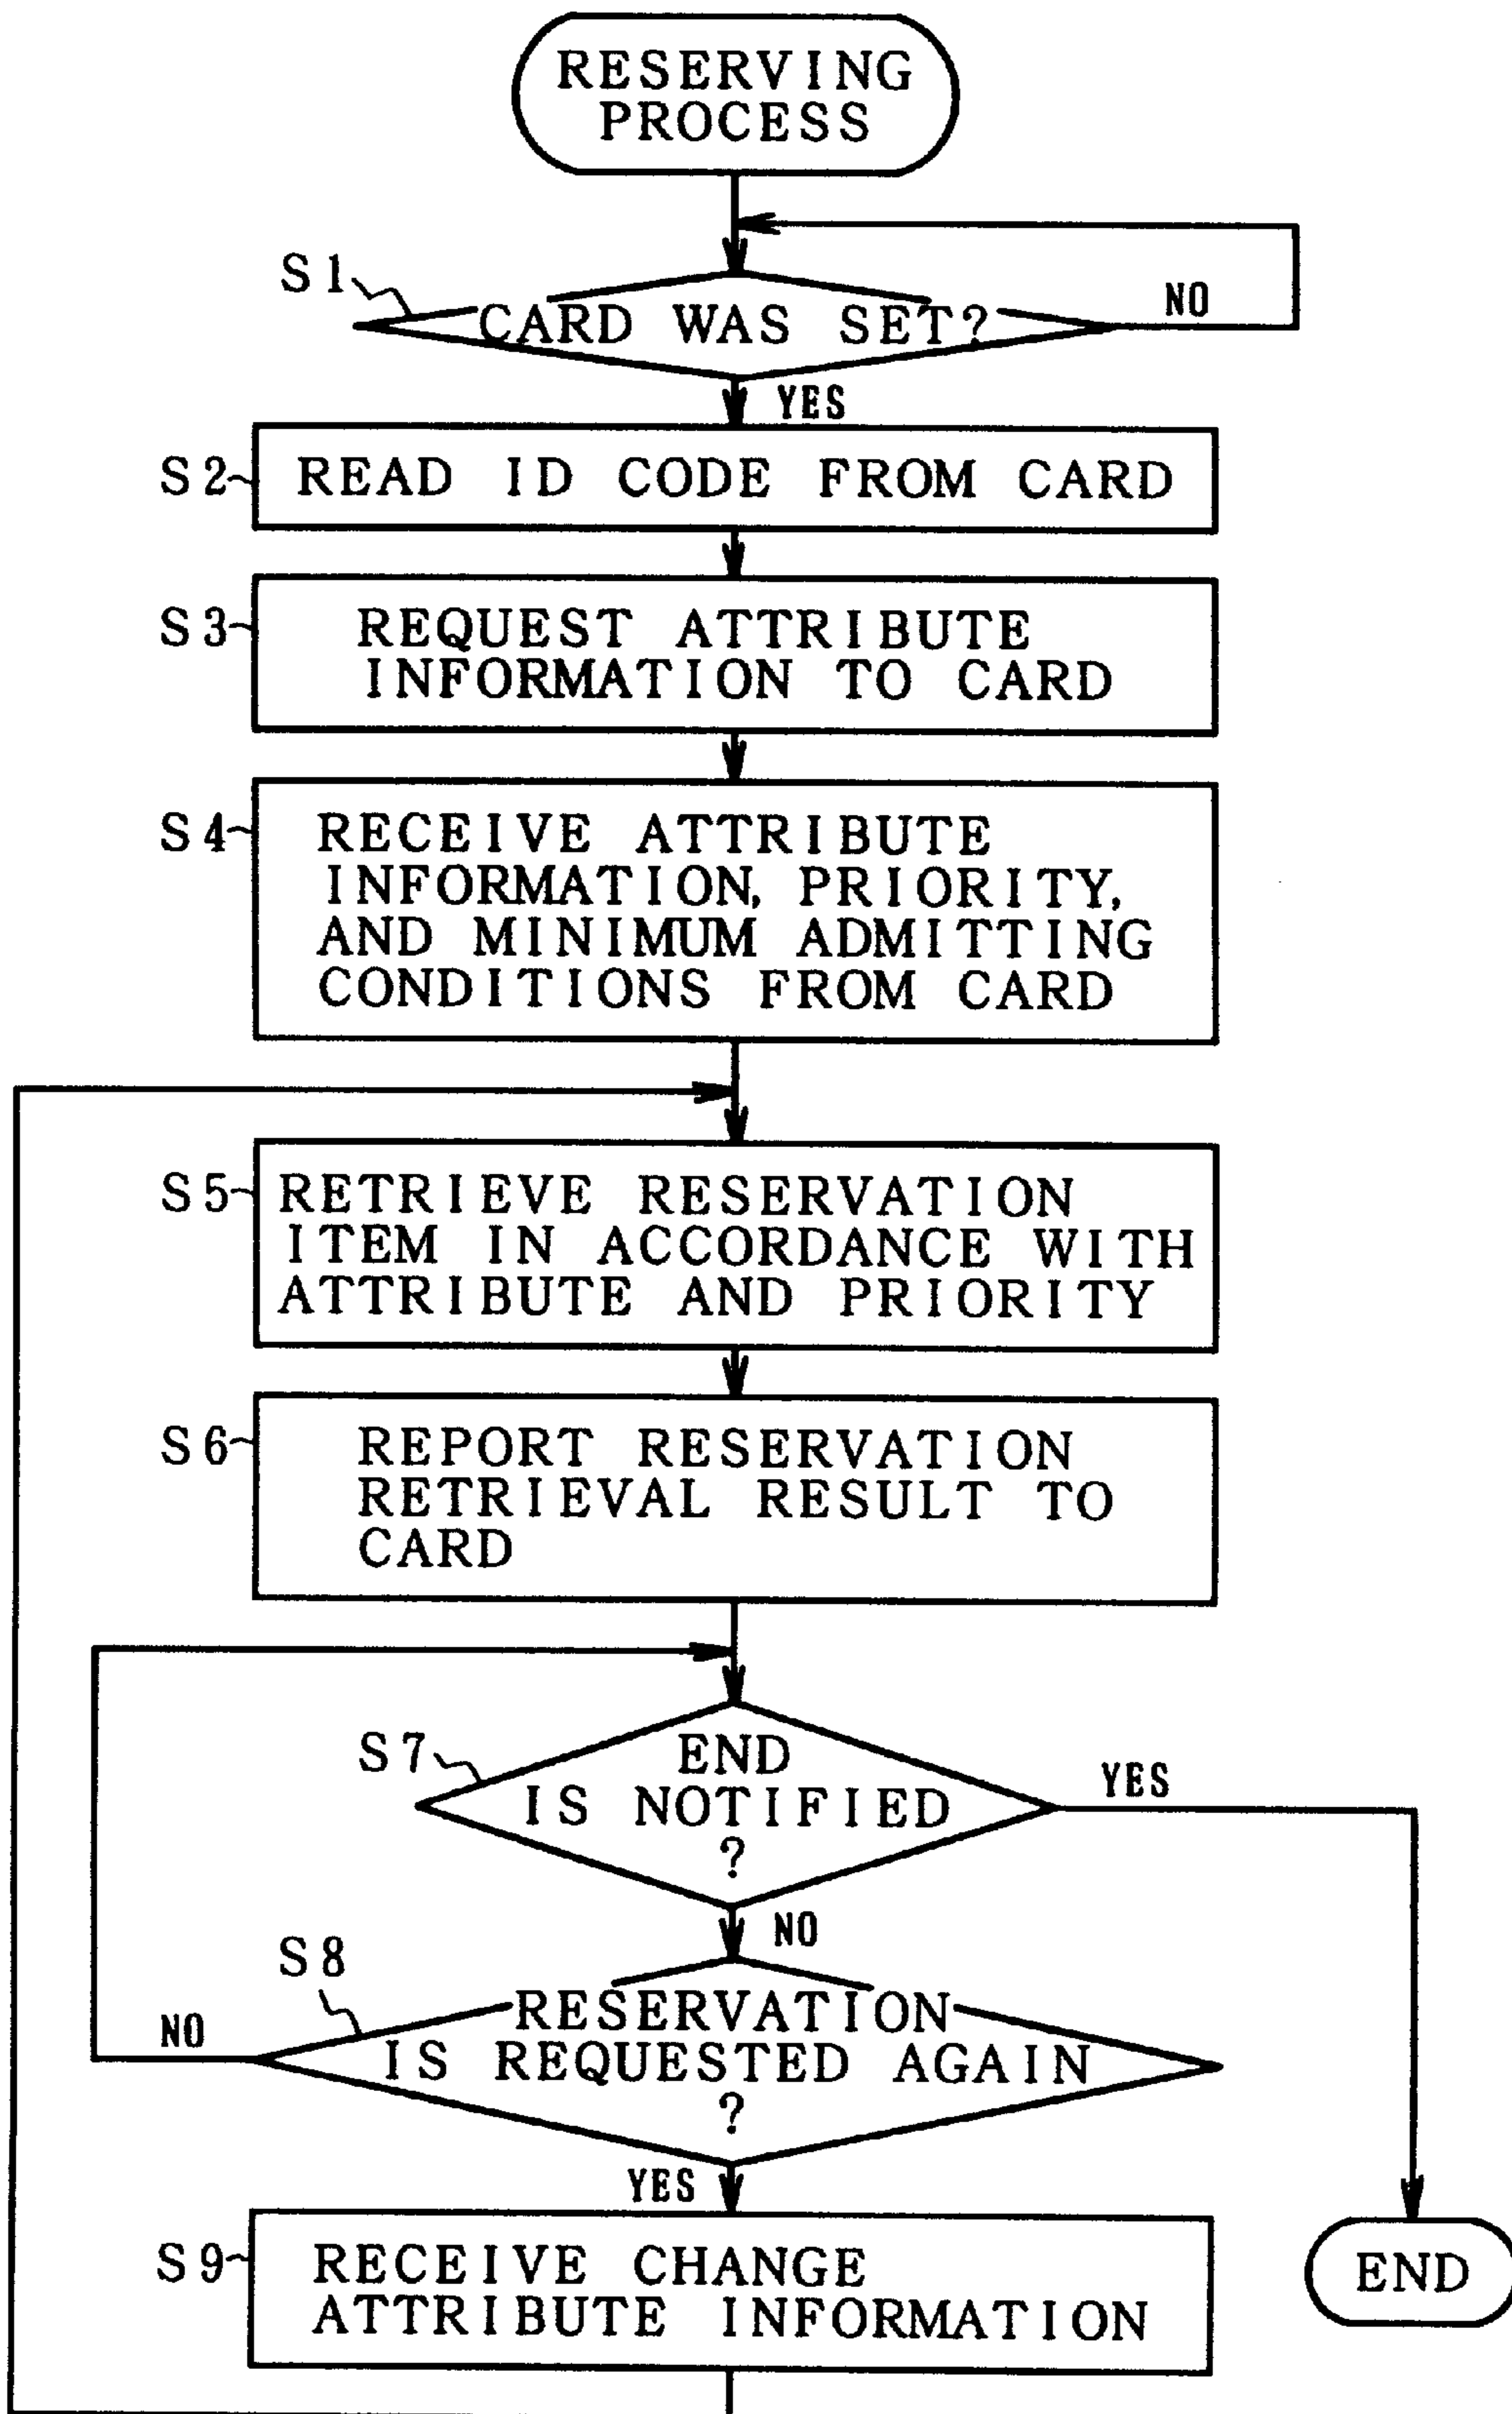 RESERVING
PROCESS
S1
CARD WAS SET?
NO
YES
S2
READ ID CODE FROM CARD
S3
REQUEST ATTRIBUTE
INFORMATION TO CARD
S4
RECEIVE ATTRIBUTE
INFORMATION, PRIORITY,
AND MINIMUM ADMITTING
CONDITIONS FROM CARD
S5
RETRIEVE RESERVATION
ITEM IN ACCORDANCE WITH
ATTRIBUTE AND PRIORITY
S6
REPORT RESERVATION
RETRIEVAL RESULT TO
CARD
S7
END
IS NOTIFIED
?
YES
NO
S8
RESERVATION
IS REQUESTED AGAIN
?
NO
YES
S9
RECEIVE CHANGE
ATTRIBUTE INFORMATION
END